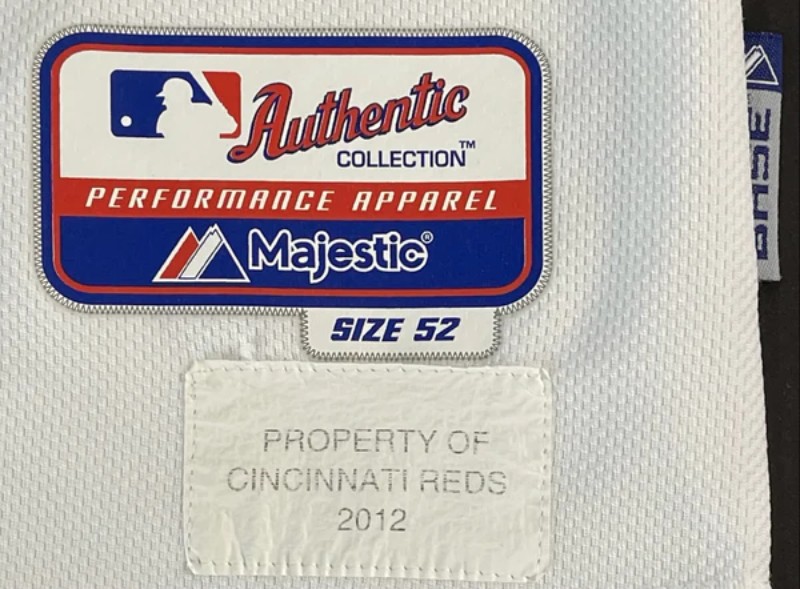 Authentic
COLLECTION™
PERFORMANCE APPAREL
Majestic®
SIZE 52
PROPERTY OF
CINCINNATI REDS
2012